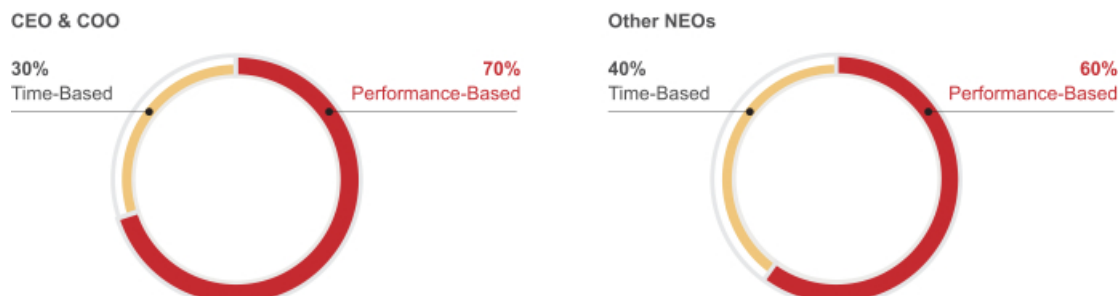 CEO & COO
30%
Time-Based
70%
Performance-Based
Other NEOs
40%
Time-Based
60%
Performance-Based